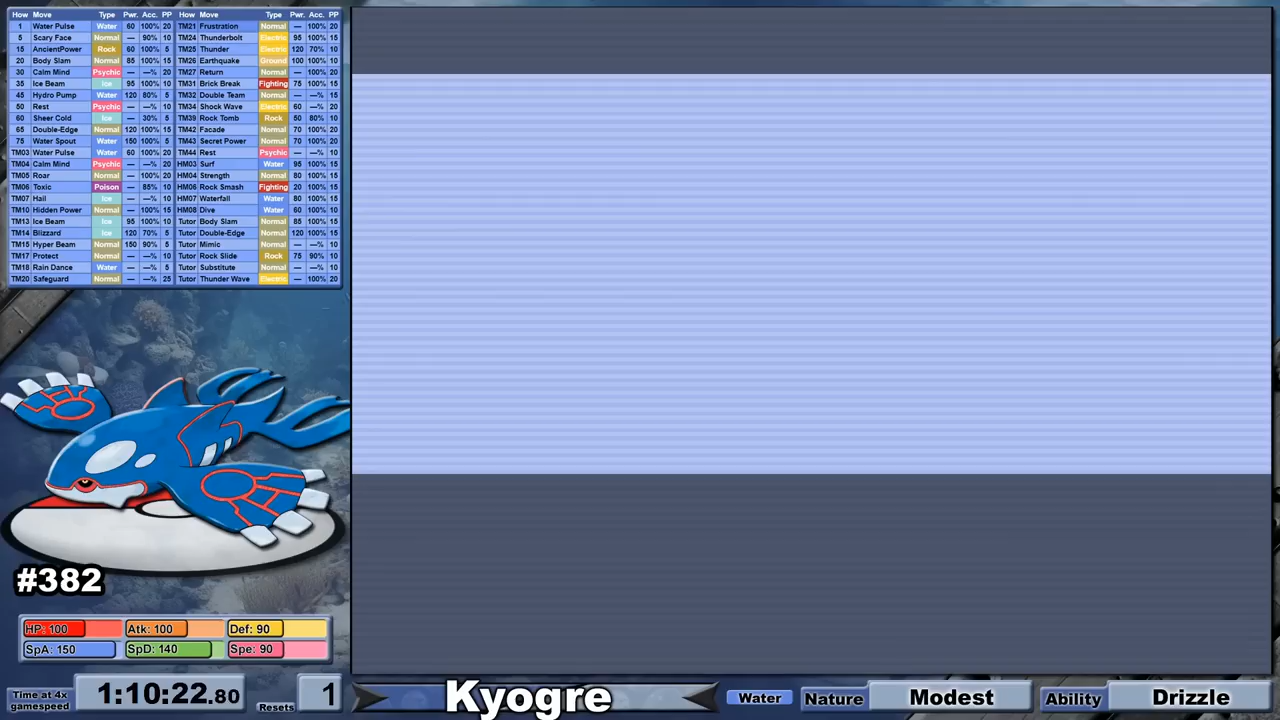 How Move Type Pwr. Acc. PP How Move Type Pwr. Acc. PP
1 Water Pulse Water 60 100% 20 TM21 Frustration Normal — 100% 20
5 Scary Face Normal — 90% 10 TM24 Thunderbolt Electric 95 100% 15
15 AncientPower Rock 60 100% 5 TM25 Thunder Electric 120 70% 10
20 Body Slam Normal 85 100% 15 TM26 Earthquake Ground 100 100% 10
30 Calm Mind Psychic — —% 20 TM27 Return Normal — 100% 20
35 Ice Beam Ice 95 100% 10 TM31 Brick Break Fighting 75 100% 15
45 Hydro Pump Water 120 80% 5 TM32 Double Team Normal — —% 15
50 Rest Psychic — —% 10 TM34 Shock Wave Electric 60 —% 20
60 Sheer Cold Ice — 30% 5 TM39 Rock Tomb Rock 50 80% 10
65 Double-Edge Normal 120 100% 15 TM42 Facade Normal 70 100% 20
75 Water Spout Water 150 100% 5 TM43 Secret Power Normal 70 100% 20
TM03 Water Pulse Water 60 100% 20 TM44 Rest Psychic — —% 10
TM04 Calm Mind Psychic — —% 20 HM03 Surf Water 95 100% 15
TM05 Roar Normal — 100% 20 HM04 Strength Normal 80 100% 15
TM06 Toxic Poison — 85% 10 HM06 Rock Smash Fighting 20 100% 15
TM07 Hail Ice — —% 10 HM07 Waterfall Water 80 100% 15
TM10 Hidden Power Normal — 100% 15 HM08 Dive Water 60 100% 10
TM13 Ice Beam Ice 95 100% 10 Tutor Body Slam Normal 85 100% 15
TM14 Blizzard Ice 120 70% 5 Tutor Double-Edge Normal 120 100% 15
TM15 Hyper Beam Normal 150 90% 5 Tutor Mimic Normal — —% 10
TM17 Protect Normal — —% 10 Tutor Rock Slide Rock 75 90% 10
TM18 Rain Dance Water — —% 5 Tutor Substitute Normal — —% 10
TM20 Safeguard Normal — —% 25 Tutor Thunder Wave Electric — 100% 20
#382
HP: 100 Atk: 100 Def: 90
SpA: 150 SpD: 140 Spe: 90
Time at 4x gamespeed 1:10:22.80 Resets 1 Kyogre Water Nature Modest Ability Drizzle